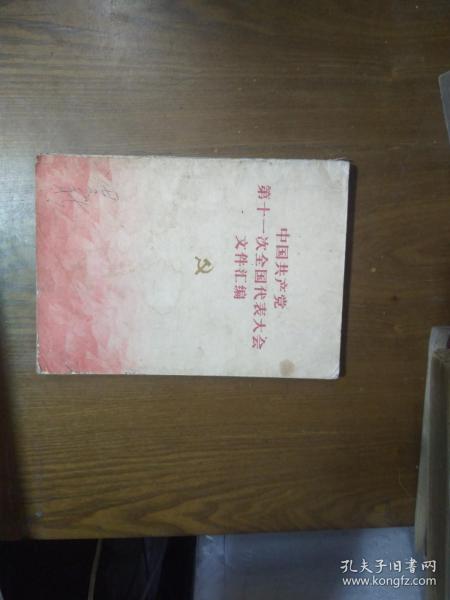 中国共产党
第十一次全国代表大会
文件汇编
孔夫子旧书网
www.kongfz.com